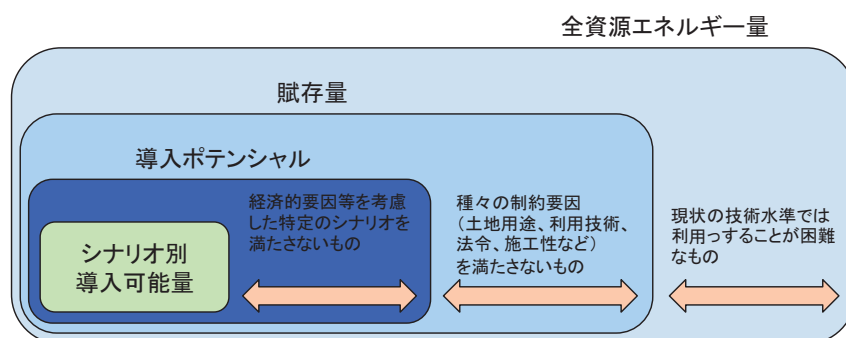 全資源エネルギー量
賦存量
導入ポテンシャル
シナリオ別
導入可能量
経済的要因等を考慮
した特定のシナリオを
満たさないもの
種々の制約要因
（土地用途、利用技術、
法令、施工性など）
を満たさないもの
現状の技術水準では
利用っすることが困難
なもの